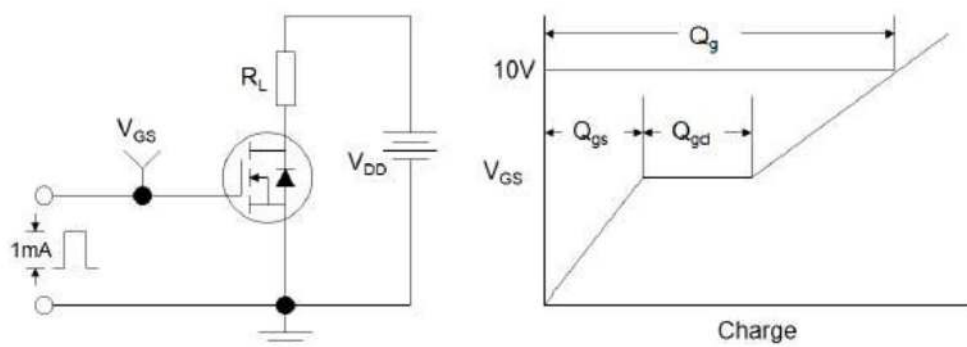 R_L
V_GS
V_DD
1mA
Q_g
10V
Q_gs
Q_gd
V_GS
Charge